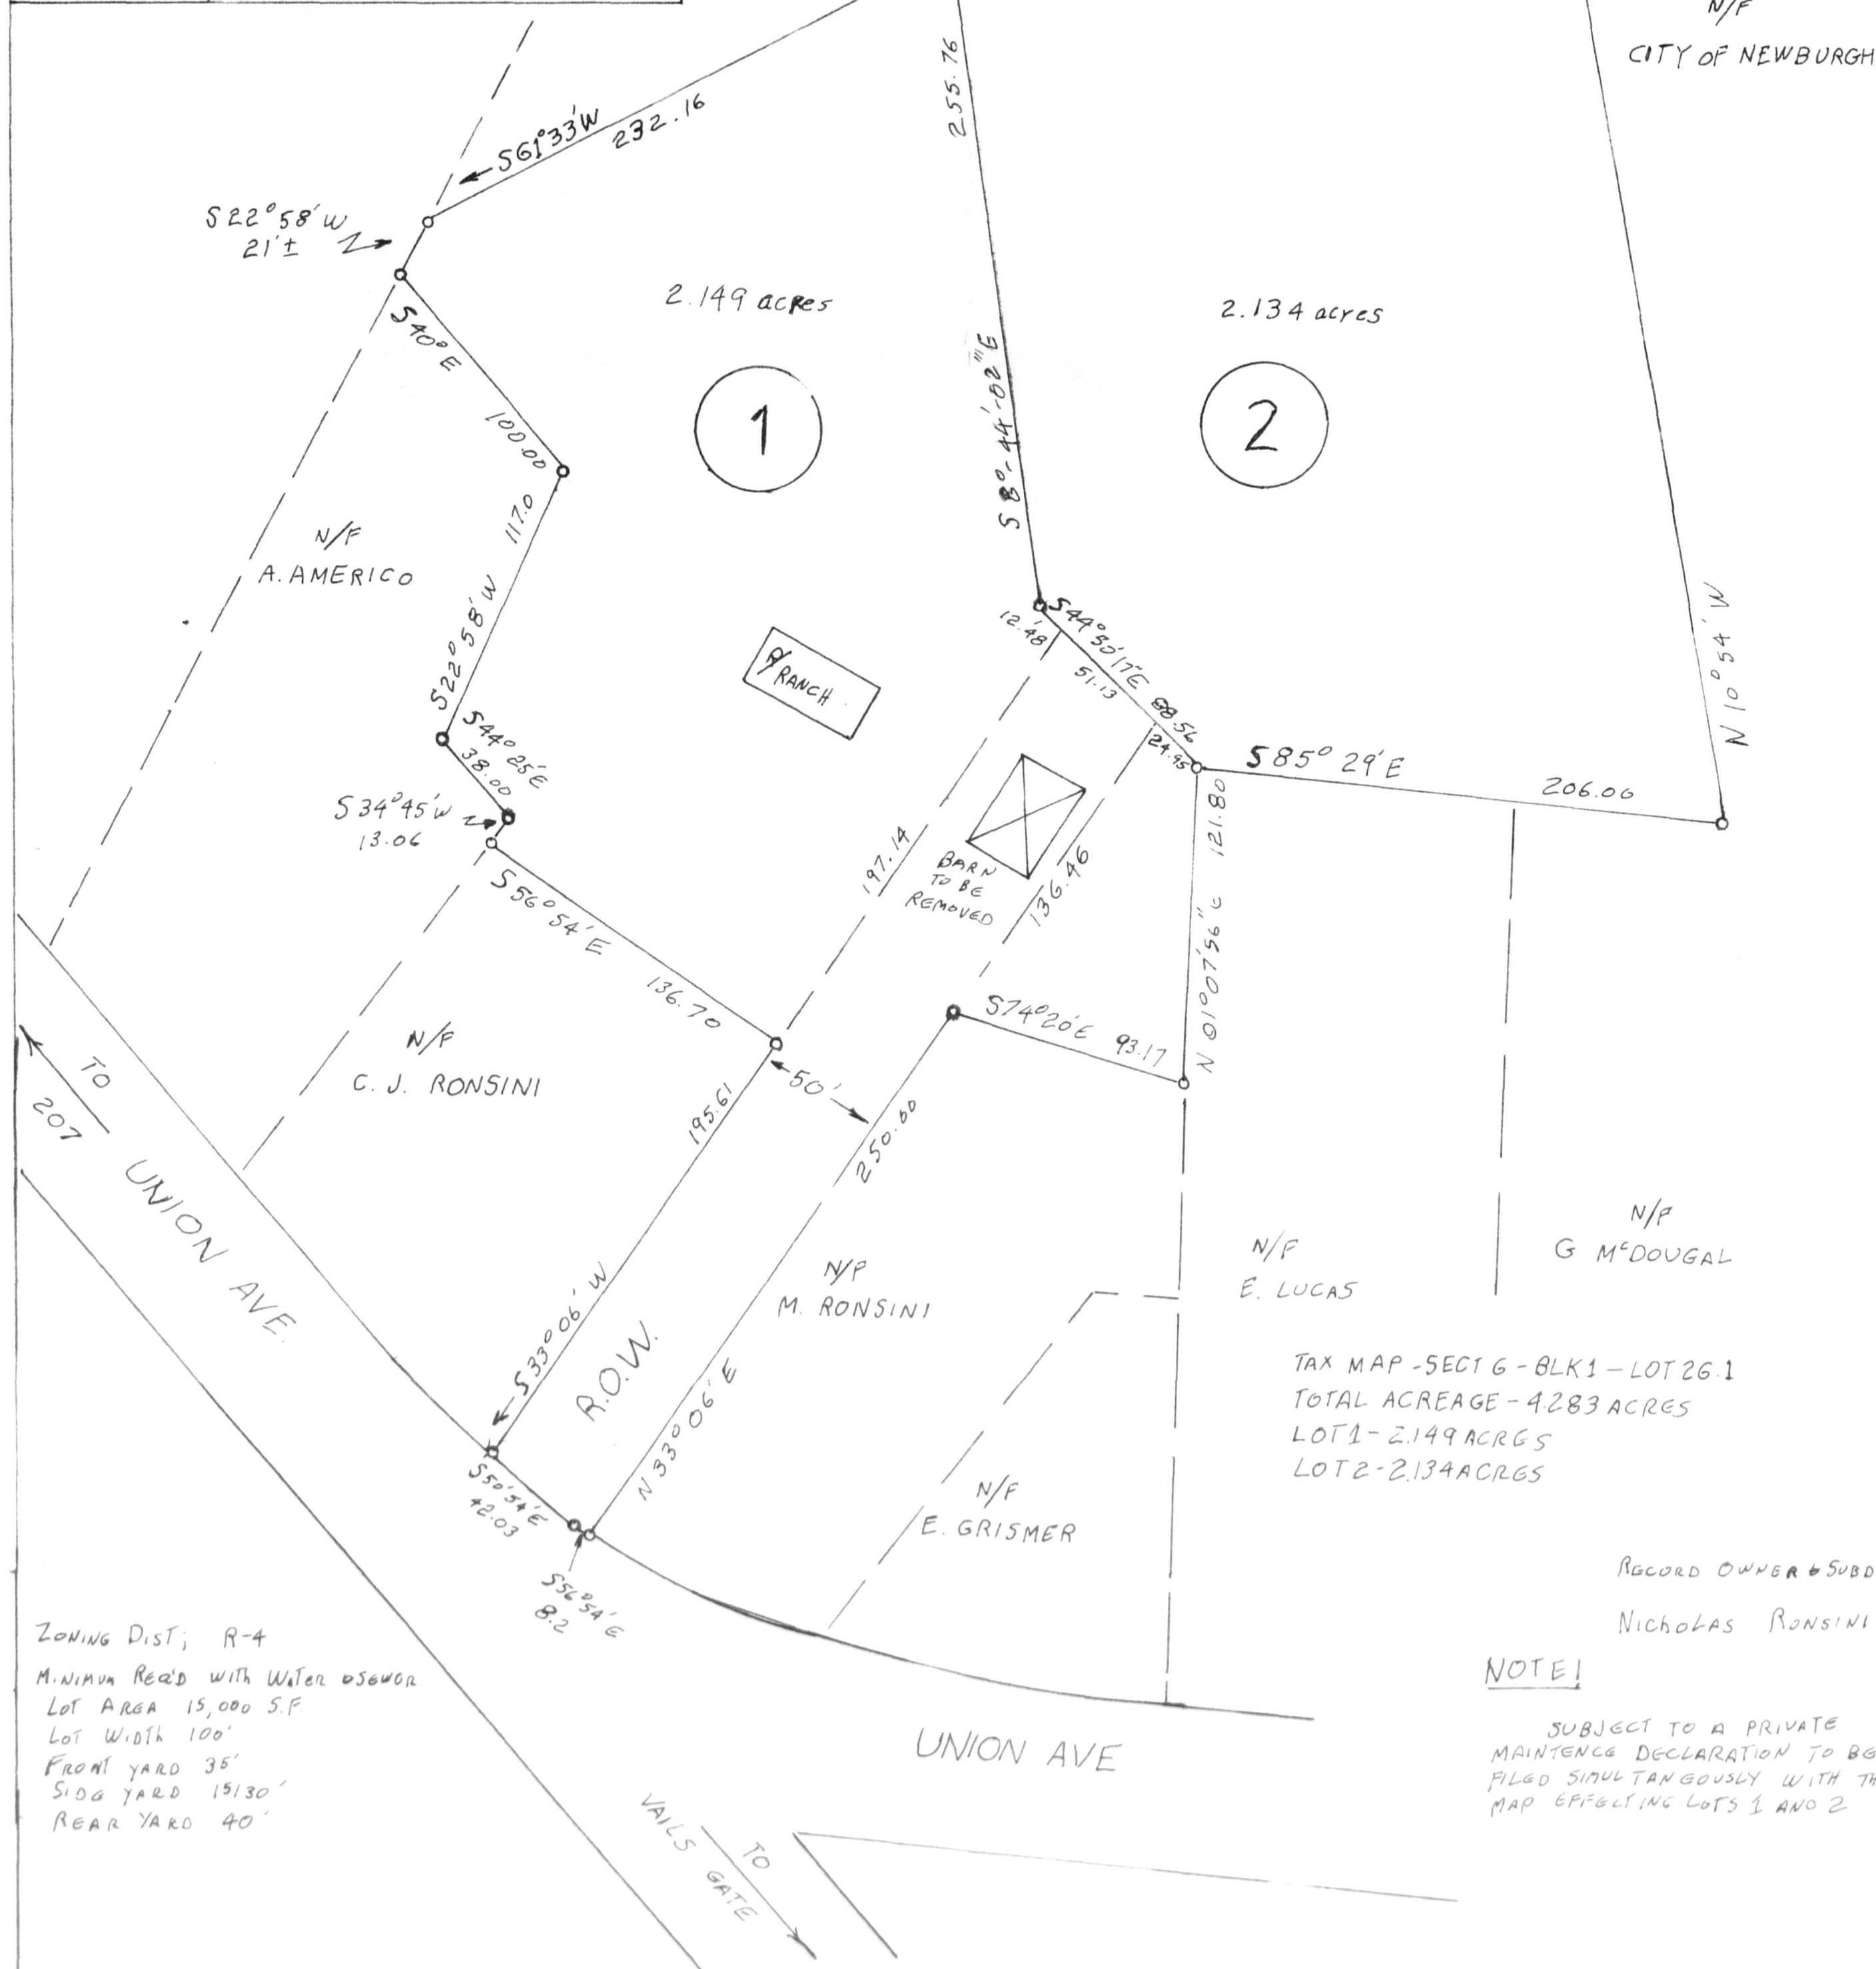 N/F
CITY OF NEWBURGH
255.76
S61°33'W
232.16
S22°58'W
21'±
2.149 acres
2.134 acres
S40°E
100.00
1
2
S8°-44'-02"E
117.0
N/F
A. AMERICO
S22°58'W
N10°54'W
12.48
S44°30'17"E 88.56
51.13
24.95
R/RANCH
S44°25'E
38.00
S85°29'E
206.00
S34°45'W
13.06
121.80
N01°07'56"E
197.14
BARN
TO BE
REMOVED
136.46
S56°54'E
136.70
S74°20'E 93.17
50'
N/F
C. J. RONSINI
TO
207
195.61
250.00
UNION AVE.
N/F
M. RONSINI
N/F
E. LUCAS
N/F
G McDOUGAL
S33°06'W
R.O.W.
N33°06'E
TAX MAP -SECT 6 - BLK1 - LOT 26.1
TOTAL ACREAGE - 4.283 ACRES
LOT1- 2.149 ACRES
LOT2-2.134 ACRES
S50°54'E
42.03
N/F
E. GRISMER
S56°54'E
8.2
RECORD OWNER & SUBD
NICHOLAS RONSINI
ZONING DIST; R-4
MINIMUM REQ'D WITH WATER & SEWER
LOT AREA 15,000 S.F
LOT WIDTH 100'
FRONT YARD 35'
SIDE YARD 15/30'
REAR YARD 40'
NOTE!
SUBJECT TO A PRIVATE
MAINTENCE DECLARATION TO BE
FILED SIMULTANEOUSLY WITH TH
MAP EFFECTING LOTS 1 AND 2
UNION AVE
TO
VAILS GATE